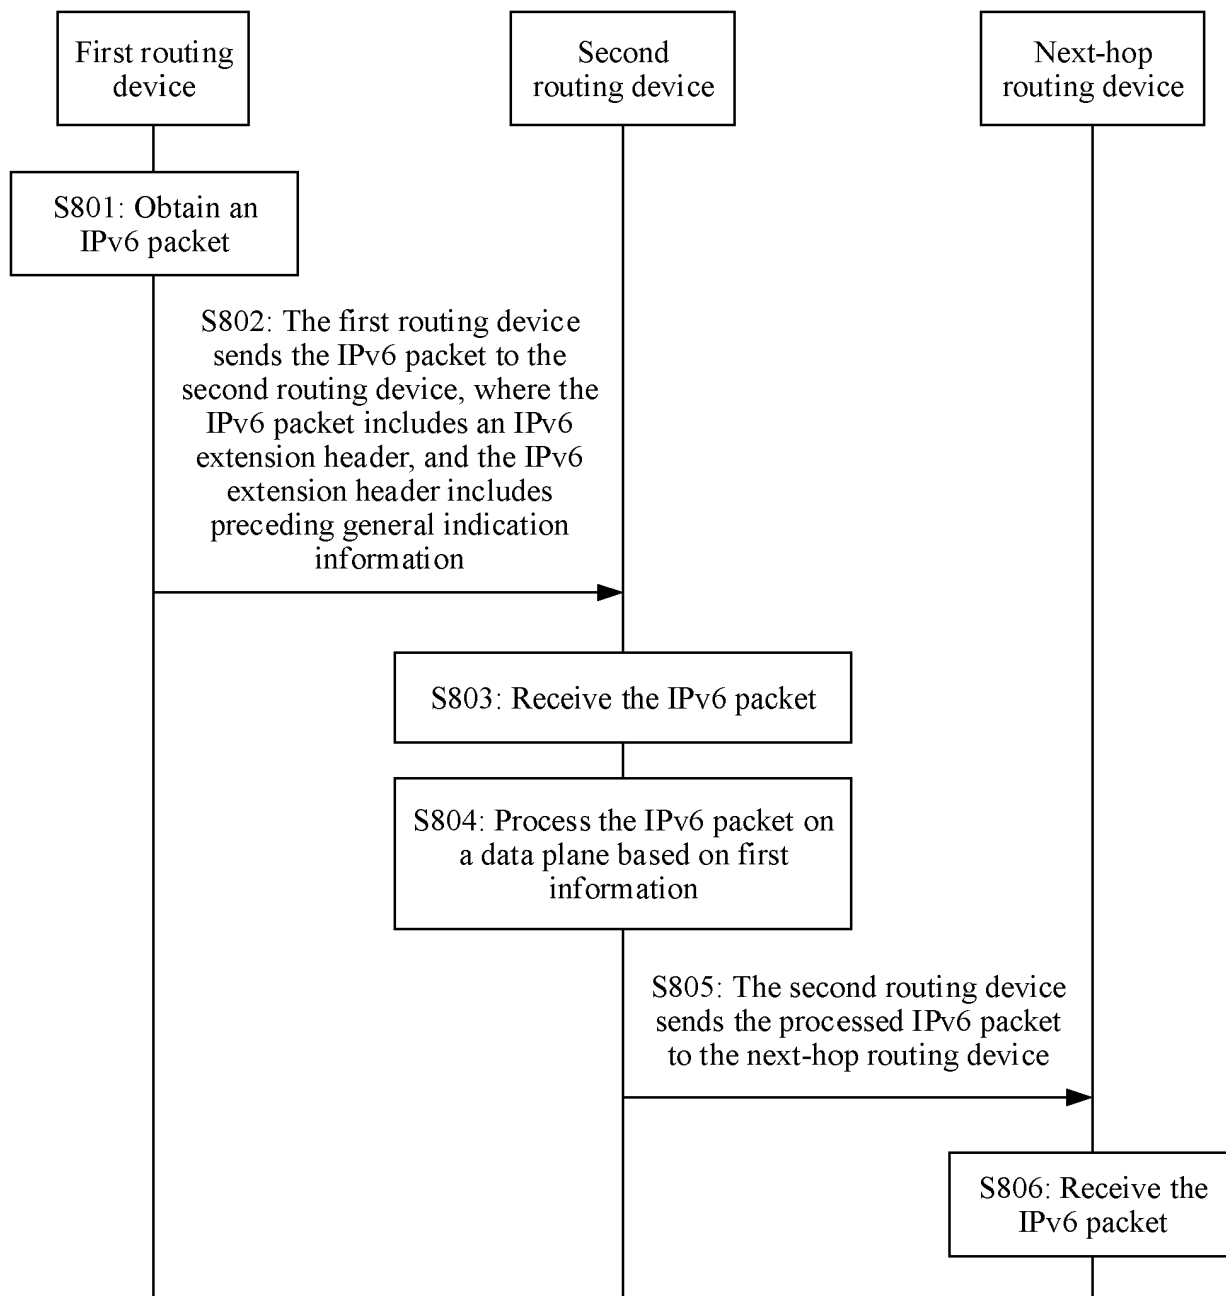 First routing
device
Second
routing device
Next-hop
routing device
S801: Obtain an
IPv6 packet
S802: The first routing device
sends the IPv6 packet to the
second routing device, where the
IPv6 packet includes an IPv6
extension header, and the IPv6
extension header includes
preceding general indication
information
S803: Receive the IPv6 packet
S804: Process the IPv6 packet on
a data plane based on first
information
S805: The second routing device
sends the processed IPv6 packet
to the next-hop routing device
S806: Receive the
IPv6 packet